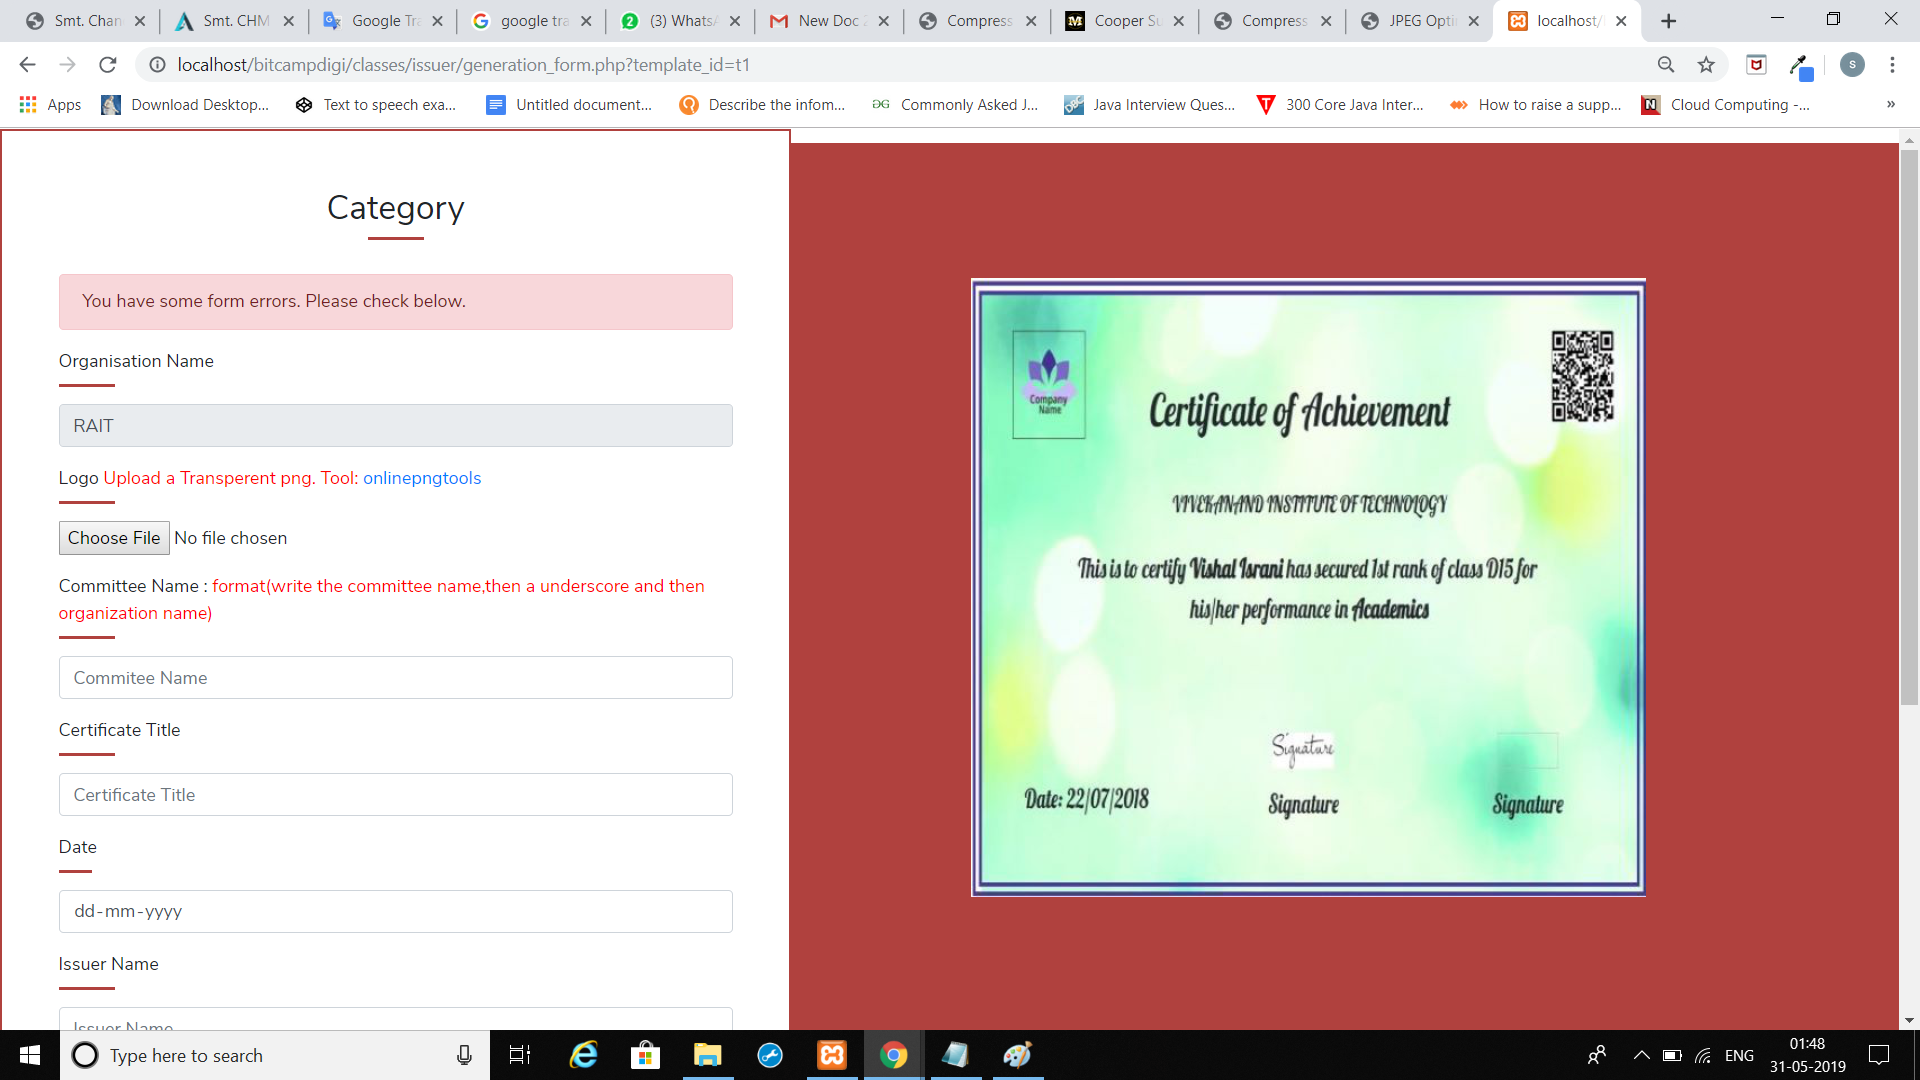 Smt. Chan
Smt. CHM
Google Tra
google tra
(3) WhatsA
New Doc 2
Compress
Cooper Su
Compress
JPEG Opti
localhost/
localhost/bitcampdigi/classes/issuer/generation_form.php?template_id=t1
Apps
Download Desktop...
Text to speech exa...
Untitled document...
Describe the infom...
Commonly Asked J...
Java Interview Ques...
300 Core Java Inter...
How to raise a supp...
Cloud Computing -...
»
Category
You have some form errors. Please check below.
Organisation Name
RAIT
Logo Upload a Transperent png. Tool: onlinepngtools
Choose File No file chosen
Committee Name : format(write the committee name,then a underscore and then
organization name)
Commitee Name
Certificate Title
Certificate Title
Date
dd-mm-yyyy
Issuer Name
Issuer Name
Company
Name
Certificate of Achievement
VIVEKANAND INSTITUTE OF TECHNOLOGY
This is to certify Vishal Israni has secured 1st rank of class D15 for
his/her performance in Academics
Signature
Date: 22/07/2018
Signature
Signature
Type here to search
ENG
01:48
31-05-2019